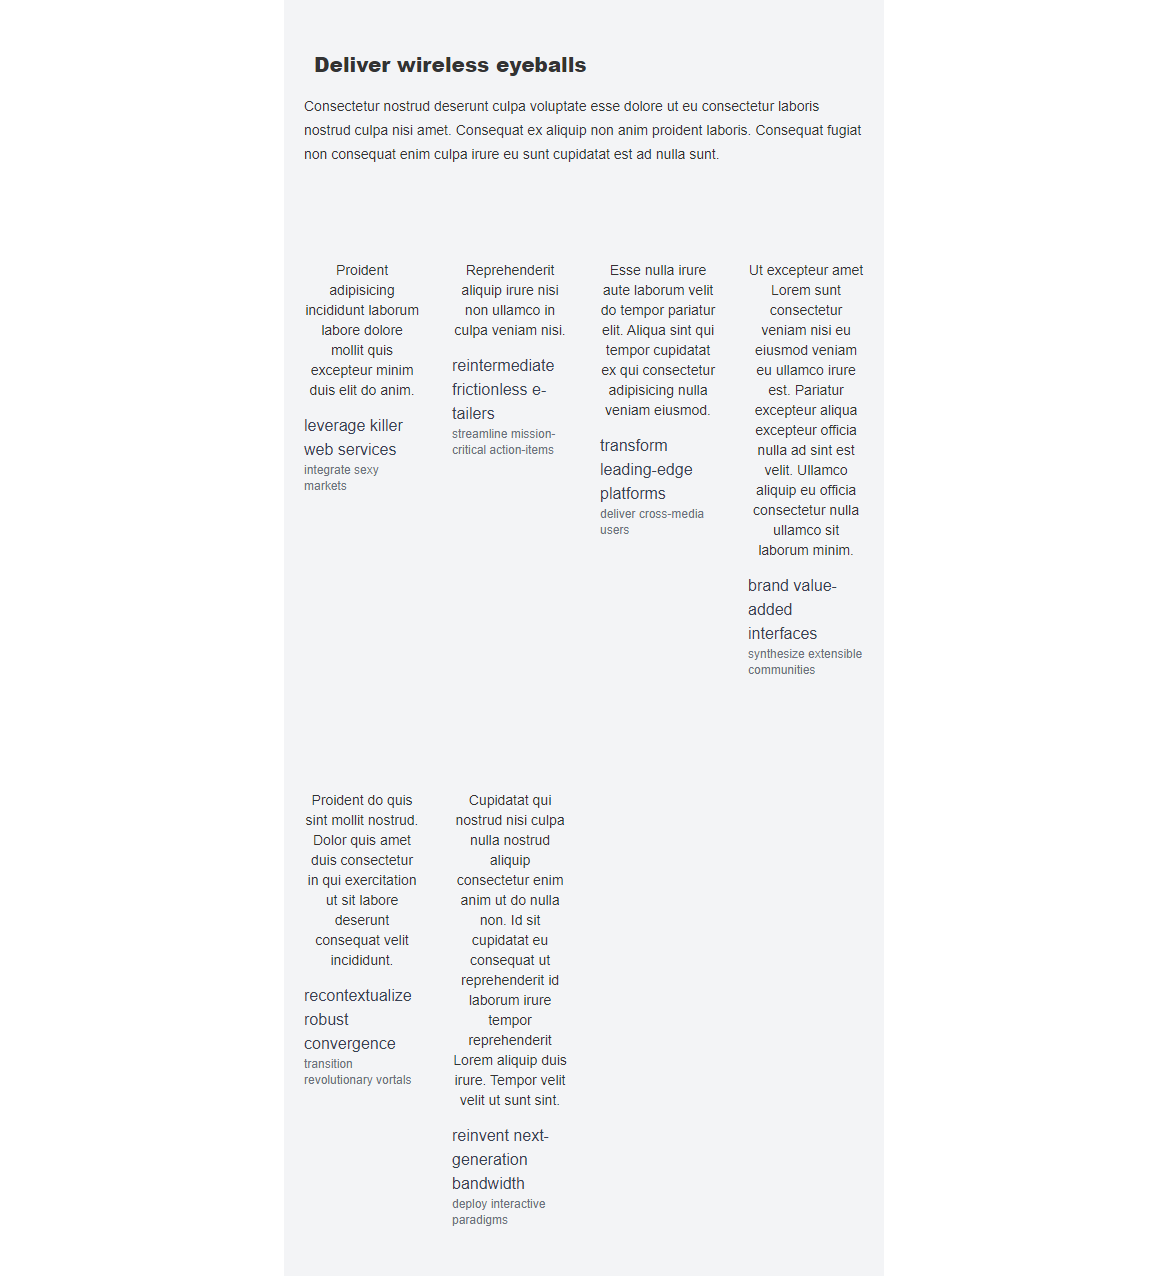 Deliver wireless eyeballs
Consectetur nostrud deserunt culpa voluptate esse dolore ut eu consectetur laboris
nostrud culpa nisi amet. Consequat ex aliquip non anim proident laboris. Consequat fugiat
non consequat enim culpa irure eu sunt cupidatat est ad nulla sunt.
Proident
adipisicing
incididunt laborum
labore dolore
mollit quis
excepteur minim
duis elit do anim.
leverage killer
web services
integrate sexy
markets
Reprehenderit
aliquip irure nisi
non ullamco in
culpa veniam nisi.
reintermediate
frictionless e-
tailers
streamline mission-
critical action-items
Esse nulla irure
aute laborum velit
do tempor pariatur
elit. Aliqua sint qui
tempor cupidatat
ex qui consectetur
adipisicing nulla
veniam eiusmod.
transform
leading-edge
platforms
deliver cross-media
users
Ut excepteur amet
Lorem sunt
consectetur
veniam nisi eu
eiusmod veniam
eu ullamco irure
est. Pariatur
excepteur aliqua
excepteur officia
nulla ad sint est
velit. Ullamco
aliquip eu officia
consectetur nulla
ullamco sit
laborum minim.
brand value-
added
interfaces
synthesize extensible
communities
Proident do quis
sint mollit nostrud.
Dolor quis amet
duis consectetur
in qui exercitation
ut sit labore
deserunt
consequat velit
incididunt.
recontextualize
robust
convergence
transition
revolutionary vortals
Cupidatat qui
nostrud nisi culpa
nulla nostrud
aliquip
consectetur enim
anim ut do nulla
non. Id sit
cupidatat eu
consequat ut
reprehenderit id
laborum irure
tempor
reprehenderit
Lorem aliquip duis
irure. Tempor velit
velit ut sunt sint.
reinvent next-
generation
bandwidth
deploy interactive
paradigms